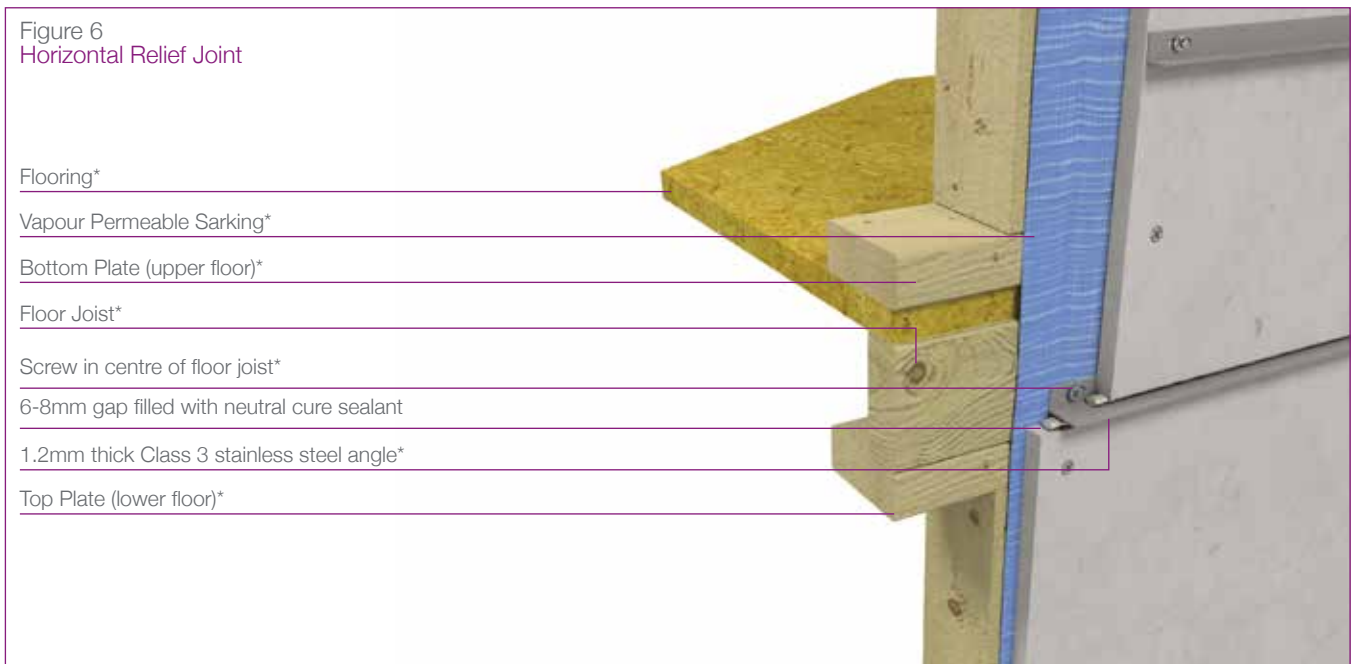 Figure 6
Horizontal Relief Joint
Flooring*
Vapour Permeable Sarking*
Bottom Plate (upper floor)*
Floor Joist*
Screw in centre of floor joist*
6-8mm gap filled with neutral cure sealant
1.2mm thick Class 3 stainless steel angle*
Top Plate (lower floor)*